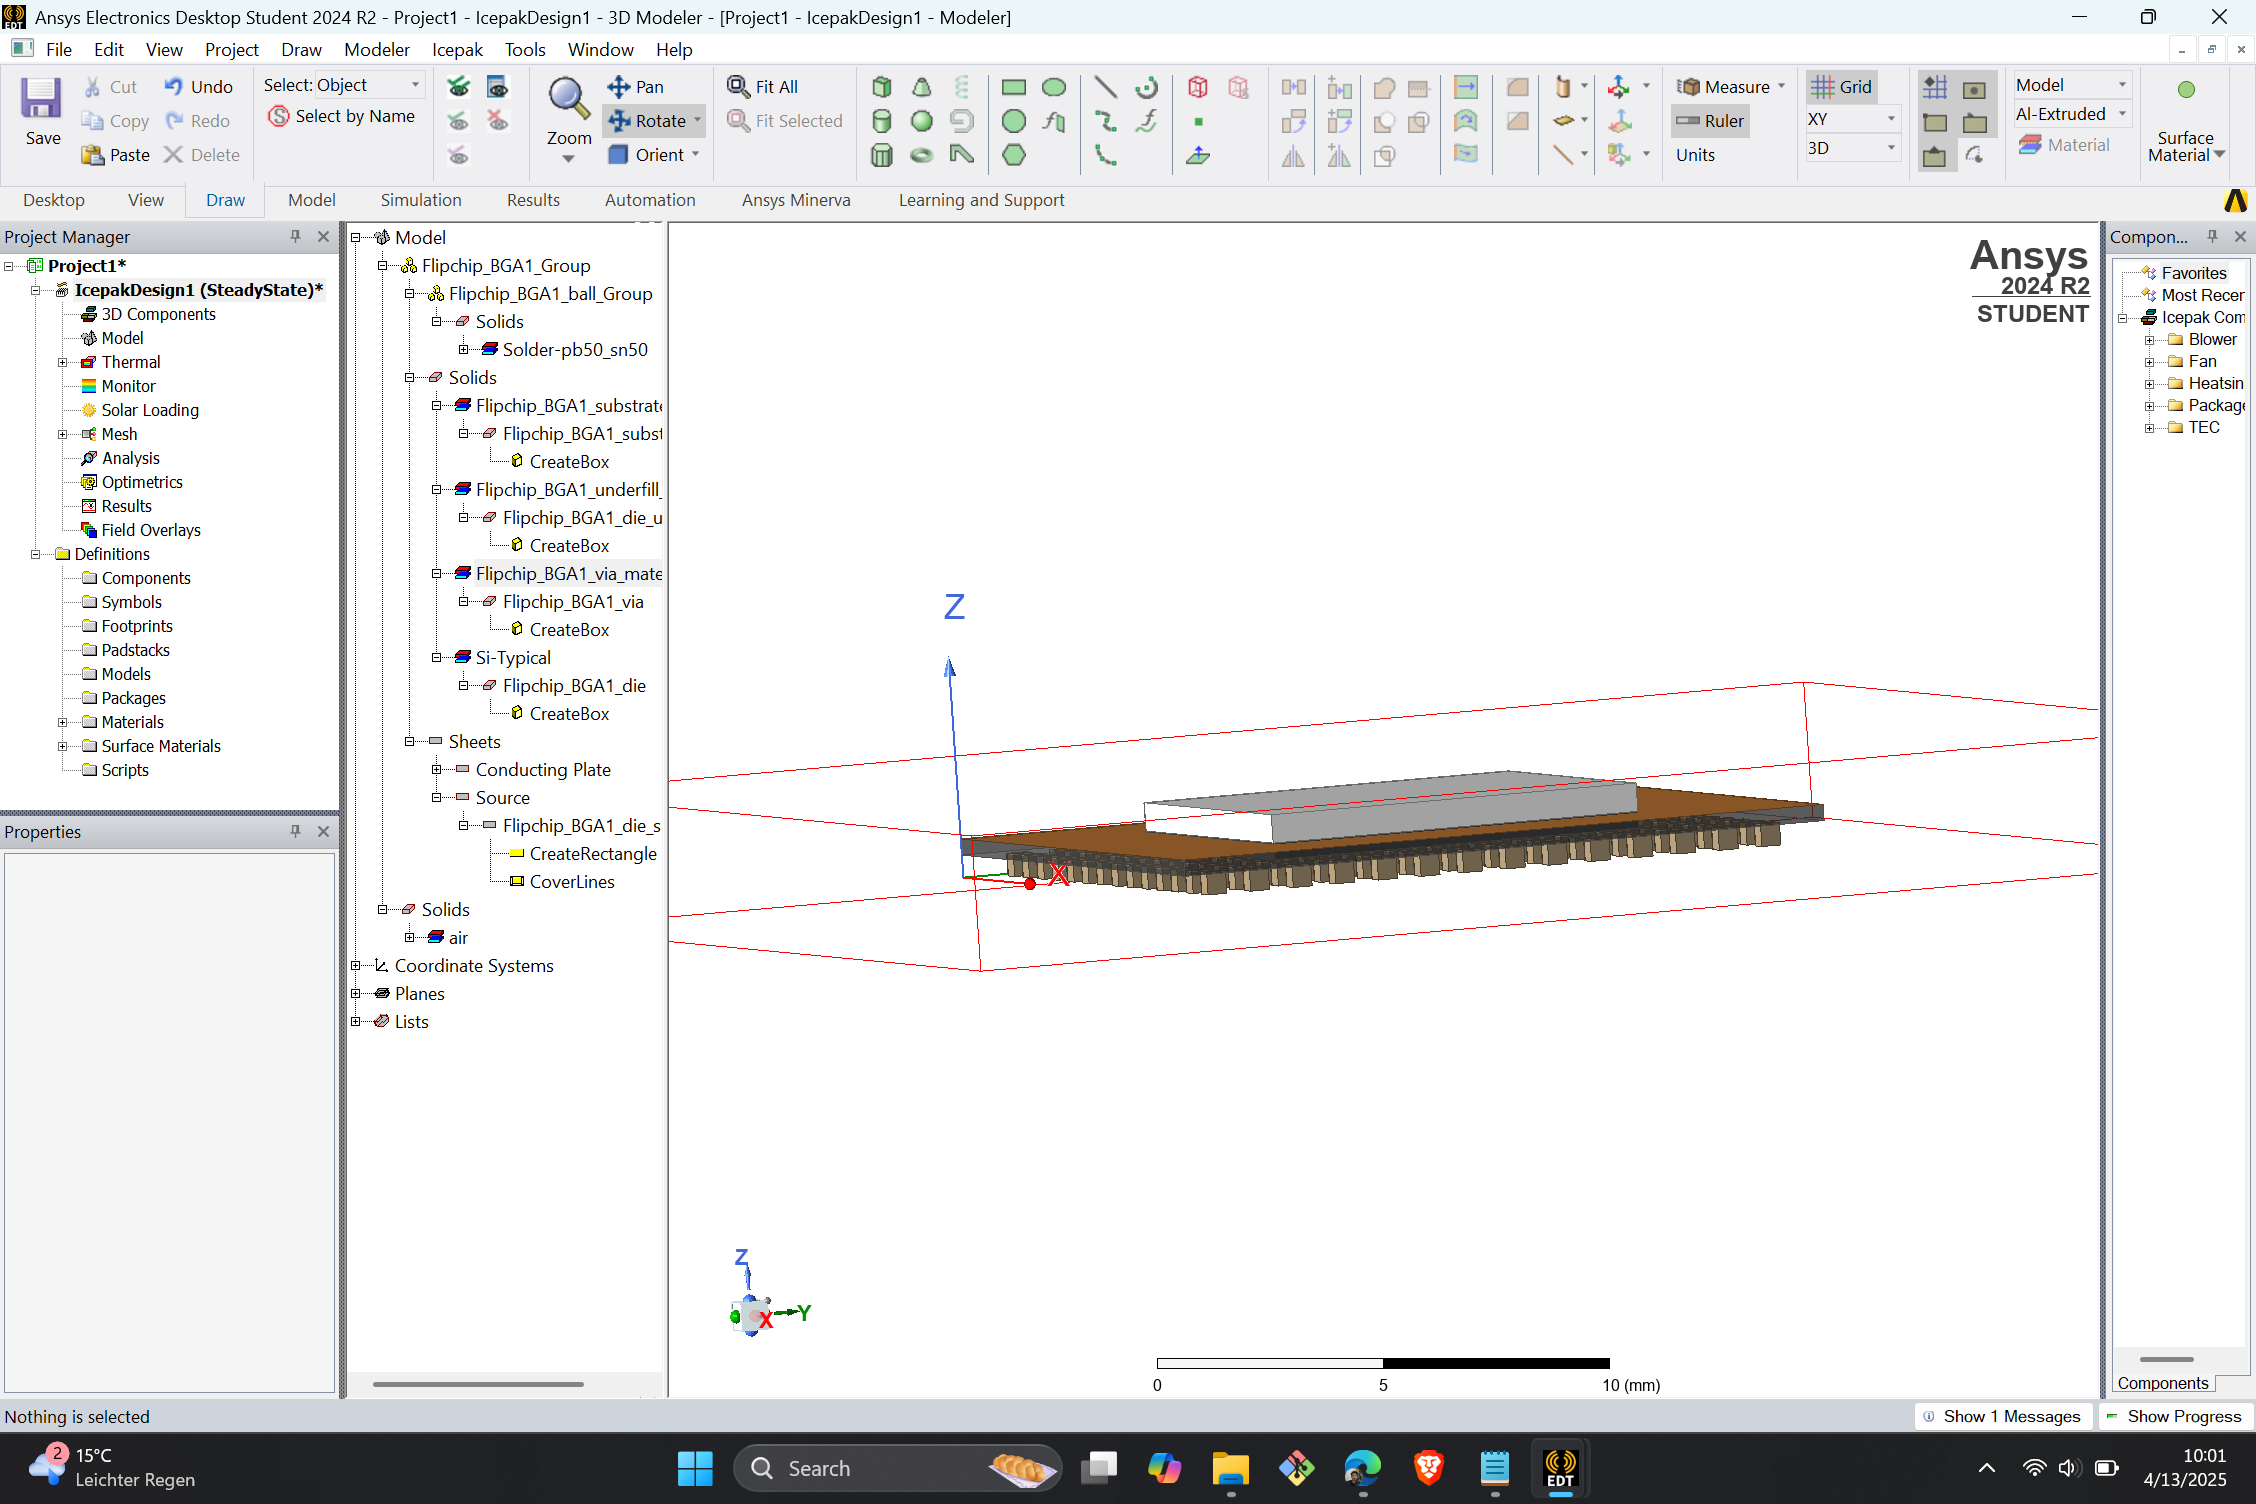 Ansys Electronics Desktop Student 2024 R2 - Project1 - IcepakDesign1 - 3D Modeler - [Project1 - IcepakDesign1 - Modeler]
File Edit View Project Draw Modeler Icepak Tools Window Help
Save
Cut
Copy
Paste
Undo
Redo
Delete
Select: Object
Select by Name
Zoom
Pan
Rotate
Orient
Fit All
Fit Selected
Measure
Ruler
Units
Grid
XY
3D
Model
Al-Extruded
Material
Surface
Material
Desktop View Draw Model Simulation Results Automation Ansys Minerva Learning and Support
Project Manager
Project1*
IcepakDesign1 (SteadyState)*
3D Components
Model
Thermal
Monitor
Solar Loading
Mesh
Analysis
Optimetrics
Results
Field Overlays
Definitions
Components
Symbols
Footprints
Padstacks
Models
Packages
Materials
Surface Materials
Scripts
Properties
Model
Flipchip_BGA1_Group
Flipchip_BGA1_ball_Group
Solids
Solder-pb50_sn50
Solids
Flipchip_BGA1_substrate
Flipchip_BGA1_subst
CreateBox
Flipchip_BGA1_underfill_
Flipchip_BGA1_die_u
CreateBox
Flipchip_BGA1_via_mate
Flipchip_BGA1_via
CreateBox
Si-Typical
Flipchip_BGA1_die
CreateBox
Sheets
Conducting Plate
Source
Flipchip_BGA1_die_s
CreateRectangle
CoverLines
Solids
air
Coordinate Systems
Planes
Lists
Ansys
2024 R2
STUDENT
Z
X
Z
Y
X
0 5 10 (mm)
Compon...
Favorites
Most Recer
Icepak Com
Blower
Fan
Heatsin
Package
TEC
Components
Nothing is selected
Show 1 Messages
Show Progress
2
15°C
Leichter Regen
Search
EDT
10:01
4/13/2025